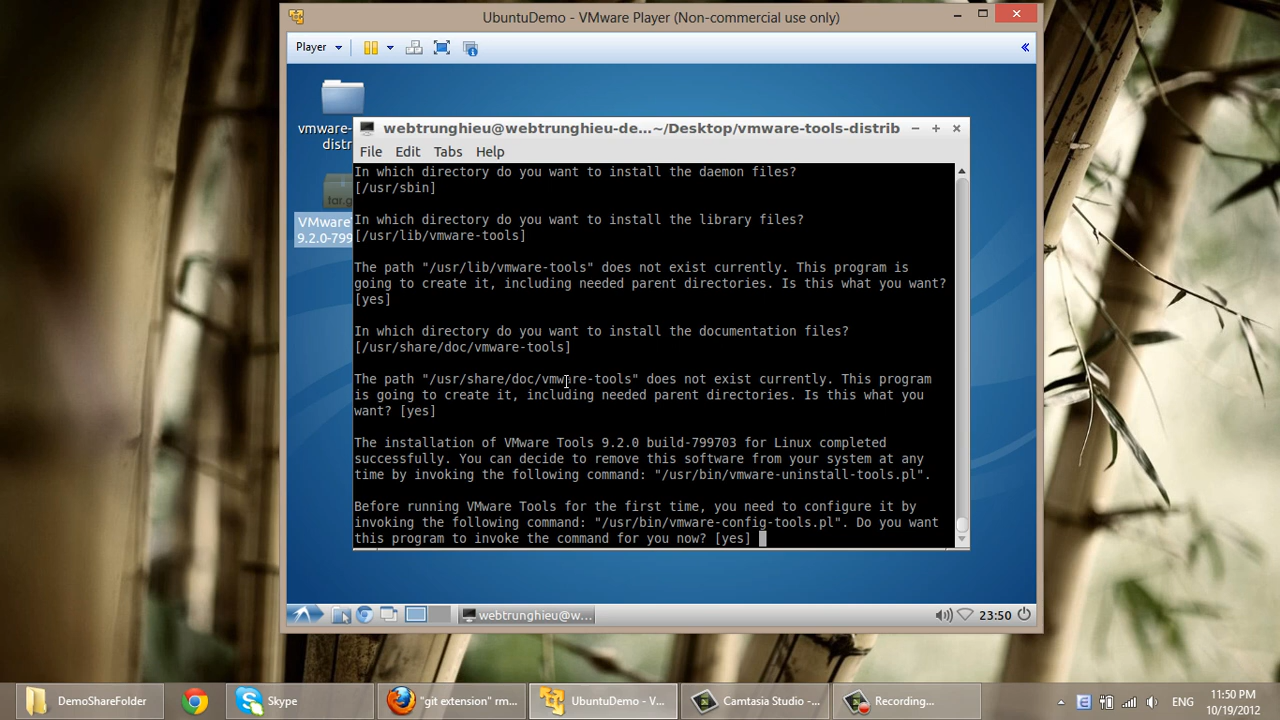 UbuntuDemo - VMware Player (Non-commercial use only)
Player
vmware-
distr
tar.g
VMware
9.2.0-799
webtrunghieu@webtrunghieu-de...~/Desktop/vmware-tools-distrib
File Edit Tabs Help
In which directory do you want to install the daemon files?
[/usr/sbin]
In which directory do you want to install the library files?
[/usr/lib/vmware-tools]
The path "/usr/lib/vmware-tools" does not exist currently. This program is
going to create it, including needed parent directories. Is this what you want?
[yes]
In which directory do you want to install the documentation files?
[/usr/share/doc/vmware-tools]
The path "/usr/share/doc/vmware-tools" does not exist currently. This program
is going to create it, including needed parent directories. Is this what you
want? [yes]
The installation of VMware Tools 9.2.0 build-799703 for Linux completed
successfully. You can decide to remove this software from your system at any
time by invoking the following command: "/usr/bin/vmware-uninstall-tools.pl".
Before running VMware Tools for the first time, you need to configure it by
invoking the following command: "/usr/bin/vmware-config-tools.pl". Do you want
this program to invoke the command for you now? [yes]
webtrunghieu@w...
23:50
DemoShareFolder
Skype
"git extension" rm...
UbuntuDemo - V...
Camtasia Studio -...
Recording...
ENG
11:50 PM
10/19/2012